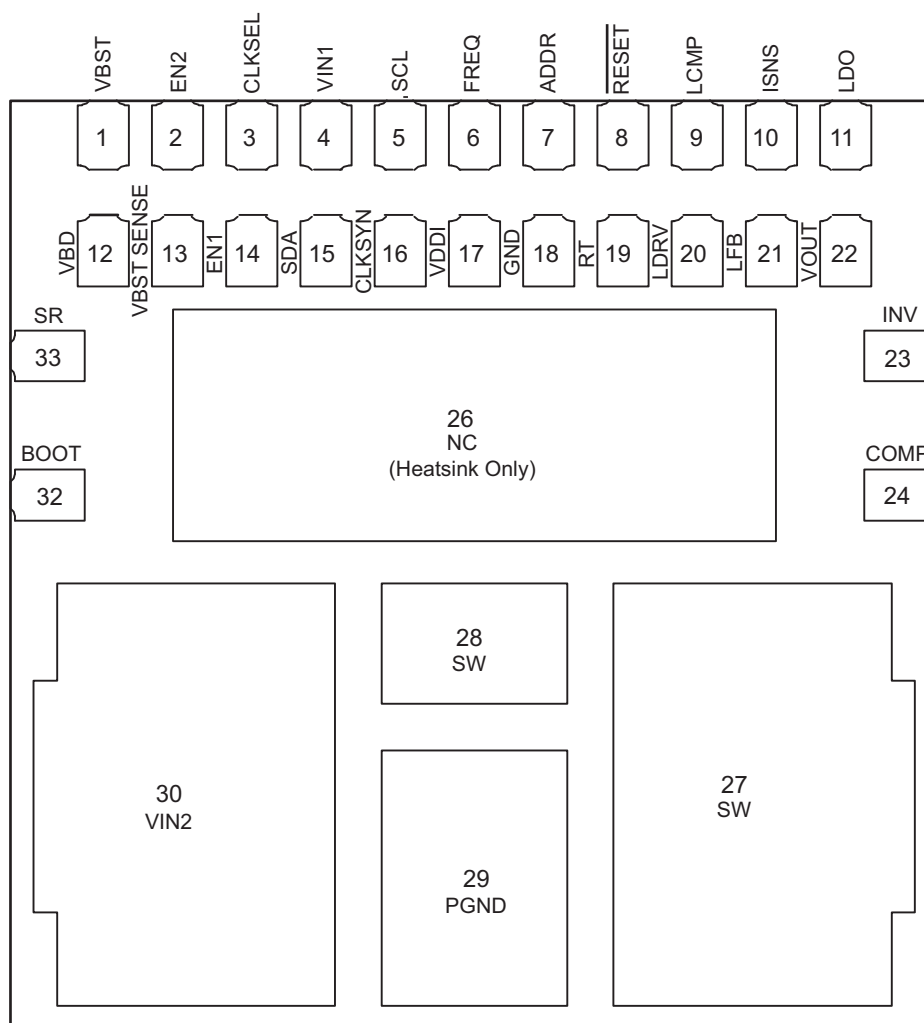 VBST
EN2
CLKSEL
VIN1
,SCL
FREQ
ADDR
RESET
LCMP
ISNS
LDO
1
2
3
4
5
6
7
8
9
10
11
VBD
12
VBST SENSE
13
EN1
14
SDA
15
CLKSYN
16
VDDI
17
GND
18
RT
19
LDRV
20
LFB
21
VOUT
22
SR
33
INV
23
26
NC
(Heatsink Only)
BOOT
32
COMP
24
28
SW
30
VIN2
27
SW
29
PGND